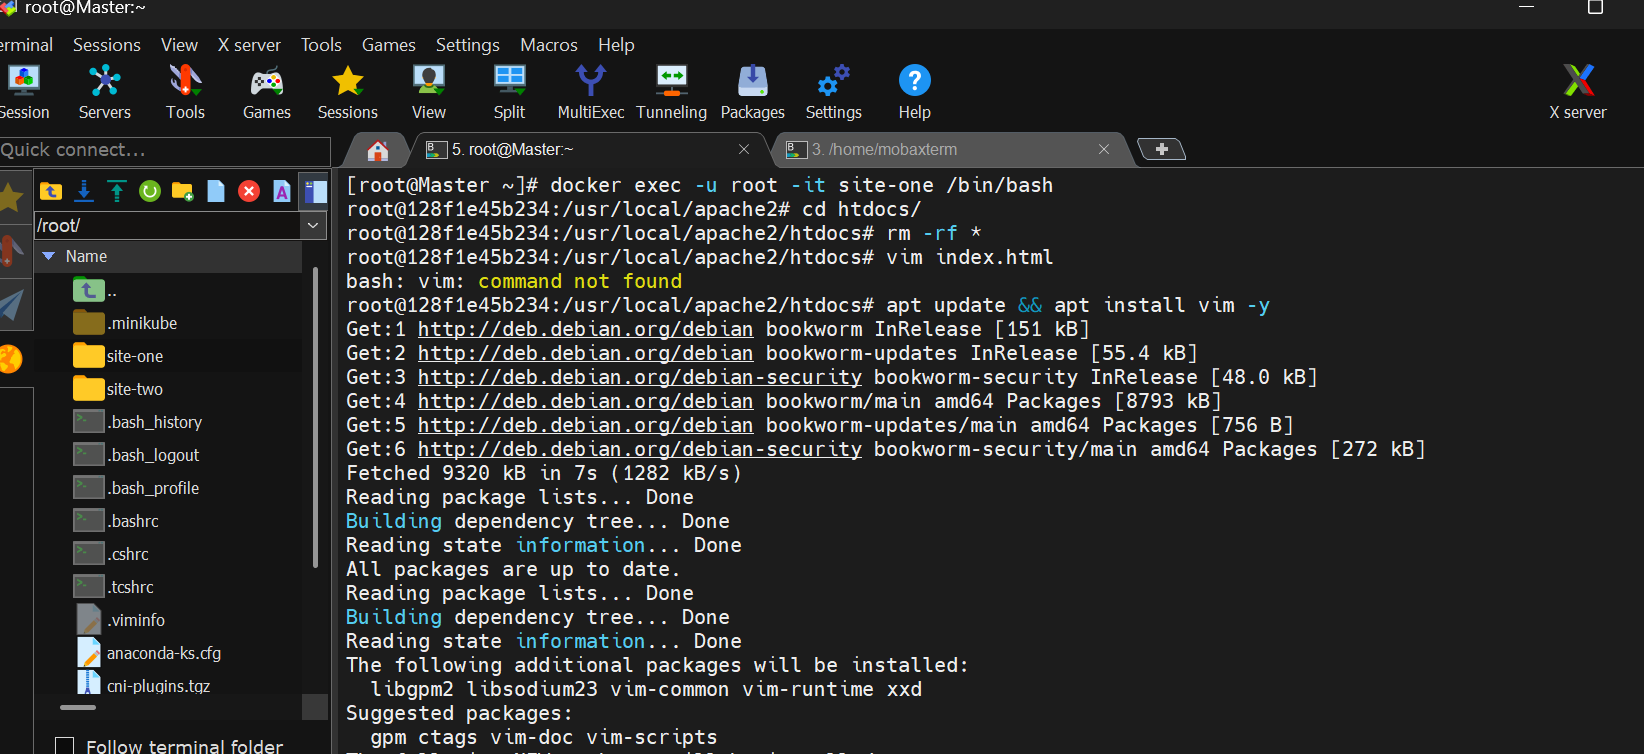 root@Master:~
erminal Sessions View X server Tools Games Settings Macros Help
Session Servers Tools Games Sessions View Split MultiExec Tunneling Packages Settings Help X server
Quick connect...
5. root@Master:~
3. /home/mobaxterm
/root/
Name
..
.minikube
site-one
site-two
.bash_history
.bash_logout
.bash_profile
.bashrc
.cshrc
.tcshrc
.viminfo
anaconda-ks.cfg
cni-plugins.tgz
Follow terminal folder
[root@Master ~]# docker exec -u root -it site-one /bin/bash
root@128f1e45b234:/usr/local/apache2# cd htdocs/
root@128f1e45b234:/usr/local/apache2/htdocs# rm -rf *
root@128f1e45b234:/usr/local/apache2/htdocs# vim index.html
bash: vim: command not found
root@128f1e45b234:/usr/local/apache2/htdocs# apt update && apt install vim -y
Get:1 http://deb.debian.org/debian bookworm InRelease [151 kB]
Get:2 http://deb.debian.org/debian bookworm-updates InRelease [55.4 kB]
Get:3 http://deb.debian.org/debian-security bookworm-security InRelease [48.0 kB]
Get:4 http://deb.debian.org/debian bookworm/main amd64 Packages [8793 kB]
Get:5 http://deb.debian.org/debian bookworm-updates/main amd64 Packages [756 B]
Get:6 http://deb.debian.org/debian-security bookworm-security/main amd64 Packages [272 kB]
Fetched 9320 kB in 7s (1282 kB/s)
Reading package lists... Done
Building dependency tree... Done
Reading state information... Done
All packages are up to date.
Reading package lists... Done
Building dependency tree... Done
Reading state information... Done
The following additional packages will be installed:
  libgpm2 libsodium23 vim-common vim-runtime xxd
Suggested packages:
  gpm ctags vim-doc vim-scripts